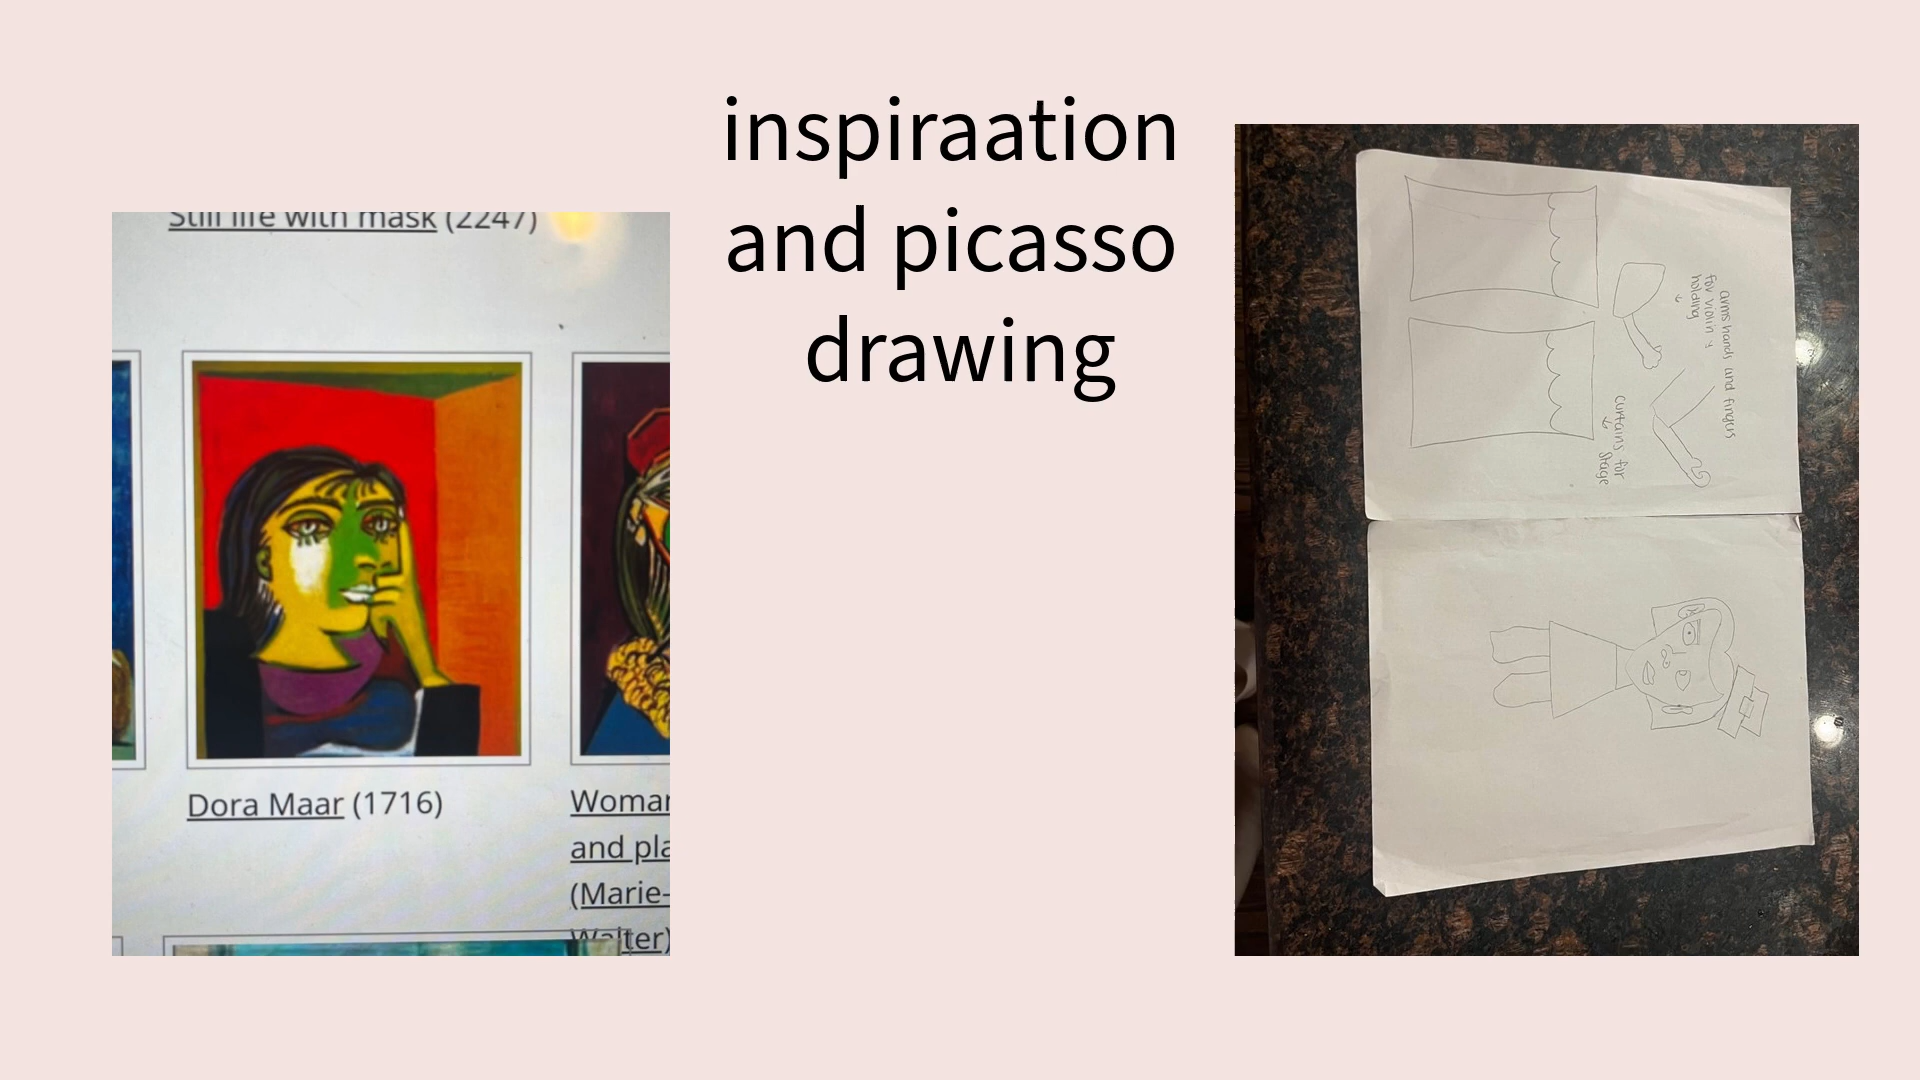 inspiraation
and picasso
drawing
Still life with mask (2247)
Dora Maar (1716)
Woman
and pla
(Marie-
Walter)
arms hands and fingers
for violin
holding
curtains for
stage